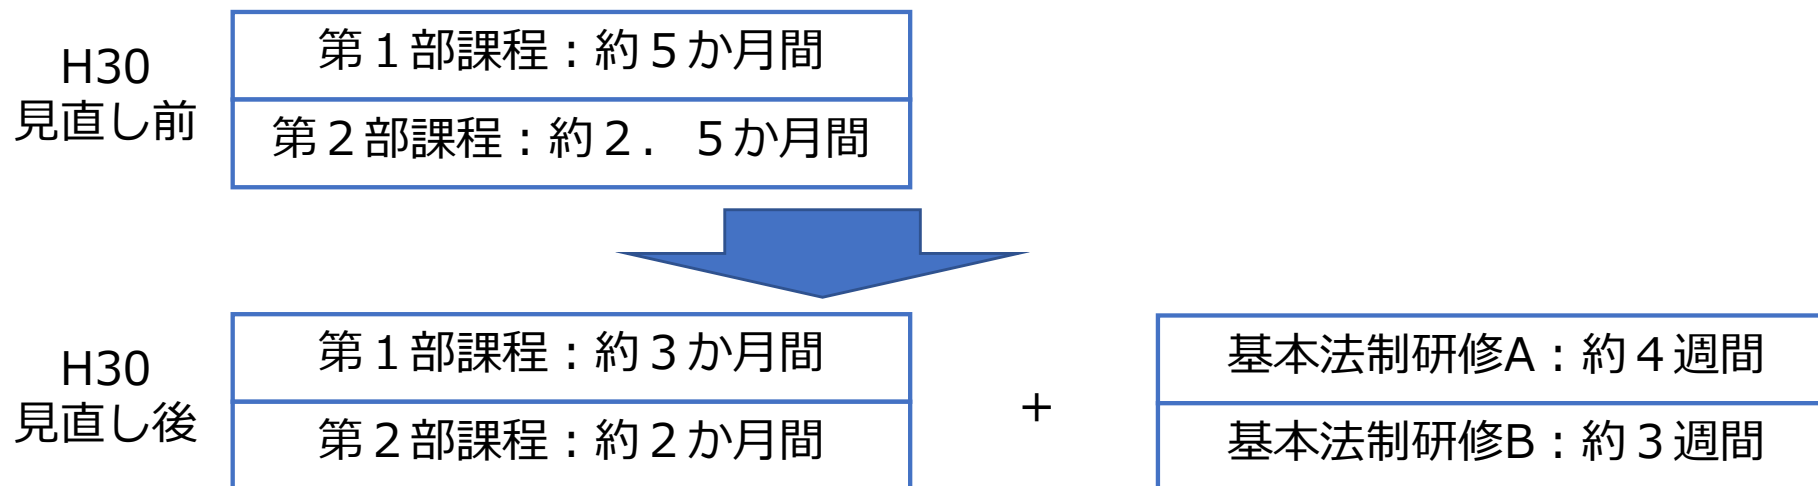 H30
見直し前
第１部課程：約５か月間
第２部課程：約２．５か月間
H30
見直し後
第１部課程：約３か月間
第２部課程：約２か月間
＋
基本法制研修A：約４週間
基本法制研修B：約３週間